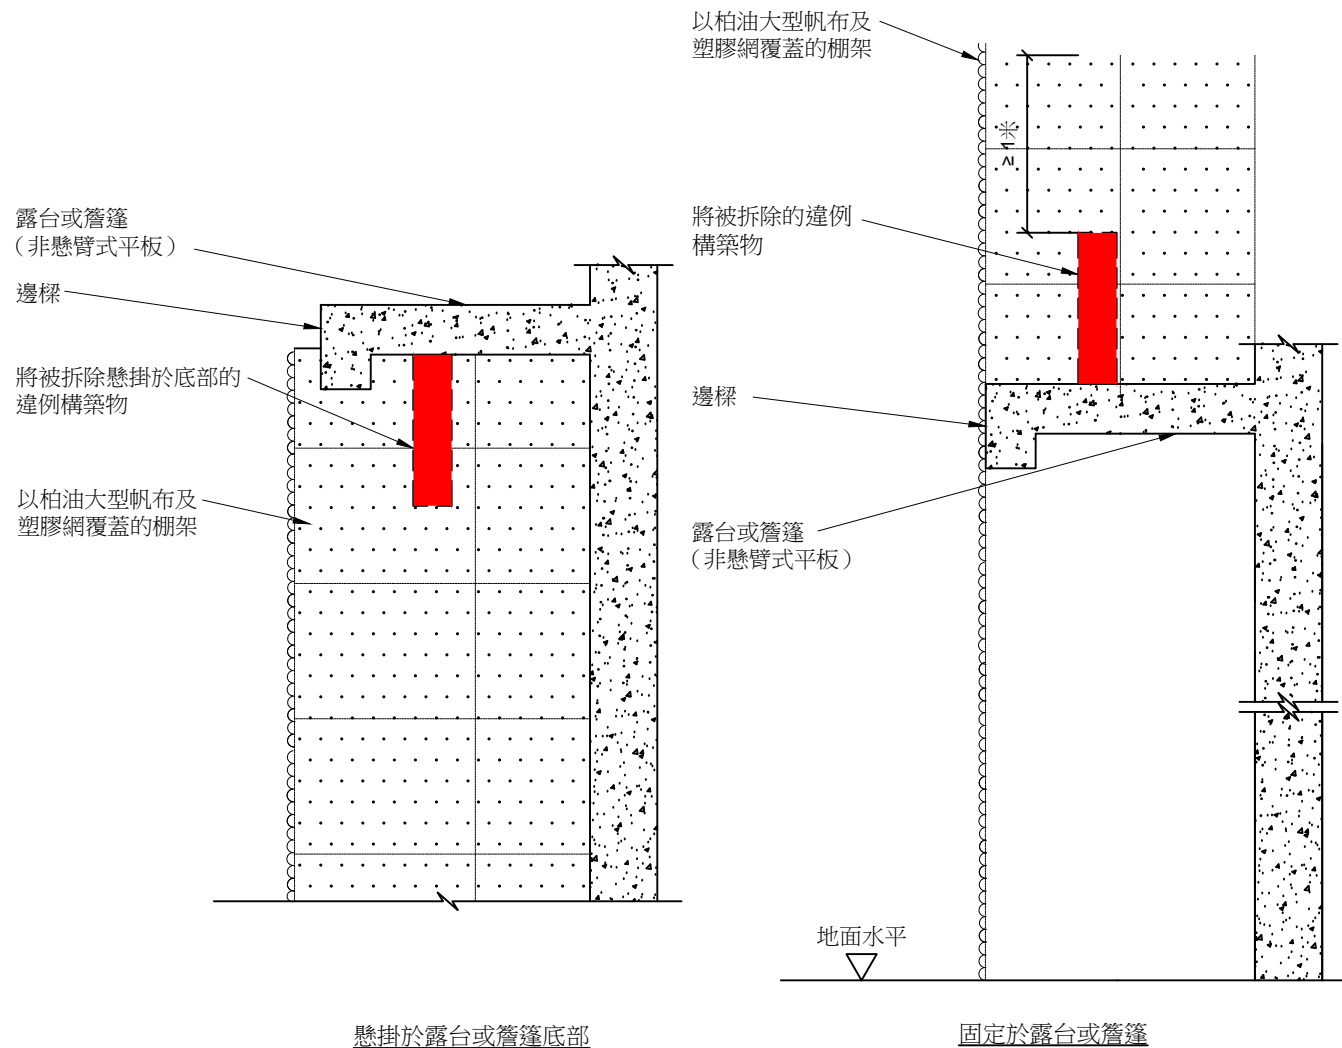 露台或簷篷
（非懸臂式平板）
邊樑
將被拆除懸掛於底部的
違例構築物
以柏油大型帆布及
塑膠網覆蓋的棚架
懸掛於露台或簷篷底部
以柏油大型帆布及
塑膠網覆蓋的棚架
≥1米
將被拆除的違例
構築物
邊樑
露台或簷篷
（非懸臂式平板）
地面水平
固定於露台或簷篷